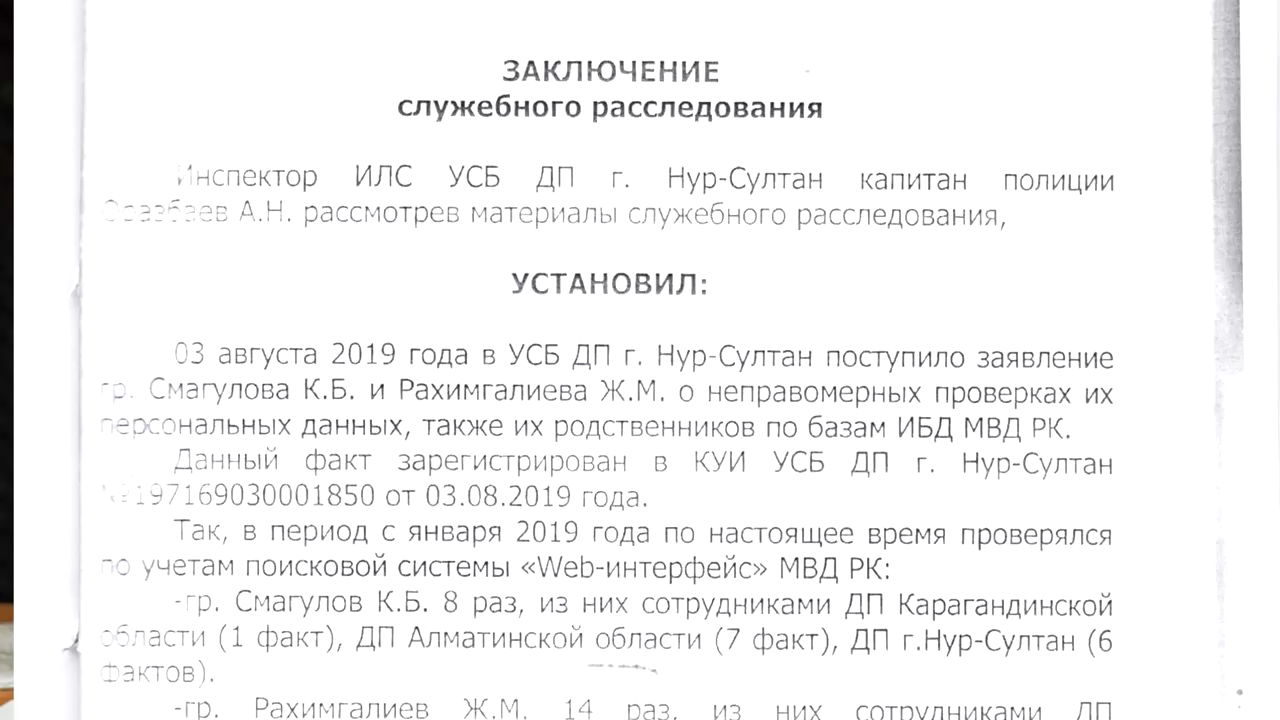 ЗАКЛЮЧЕНИЕ
служебного расследования
Инспектор ИЛС УСБ ДП г. Нур-Султан капитан полиции
А.Н. рассмотрев материалы служебного расследования,
УСТАНОВИЛ:
03 августа 2019 года в УСБ ДП г. Нур-Султан поступило заявление
гр. Смагулова К.Б. и Рахимгалиева Ж.М. о неправомерных проверках их
персональных данных, также их родственников по базам ИБД МВД РК.
Данный факт зарегистрирован в КУИ УСБ ДП г. Нур-Султан
№197169030001850 от 03.08.2019 года.
Так, в период с января 2019 года по настоящее время проверялся
по учетам поисковой системы «Web-интерфейс» МВД РК:
-гр. Смагулов К.Б. 8 раз, из них сотрудниками ДП Карагандинской
области (1 факт), ДП Алматинской области (7 факт), ДП г.Нур-Султан (6
фактов).
-гр. Рахимгалиев Ж.М. 14 раз, из них сотрудниками ДП